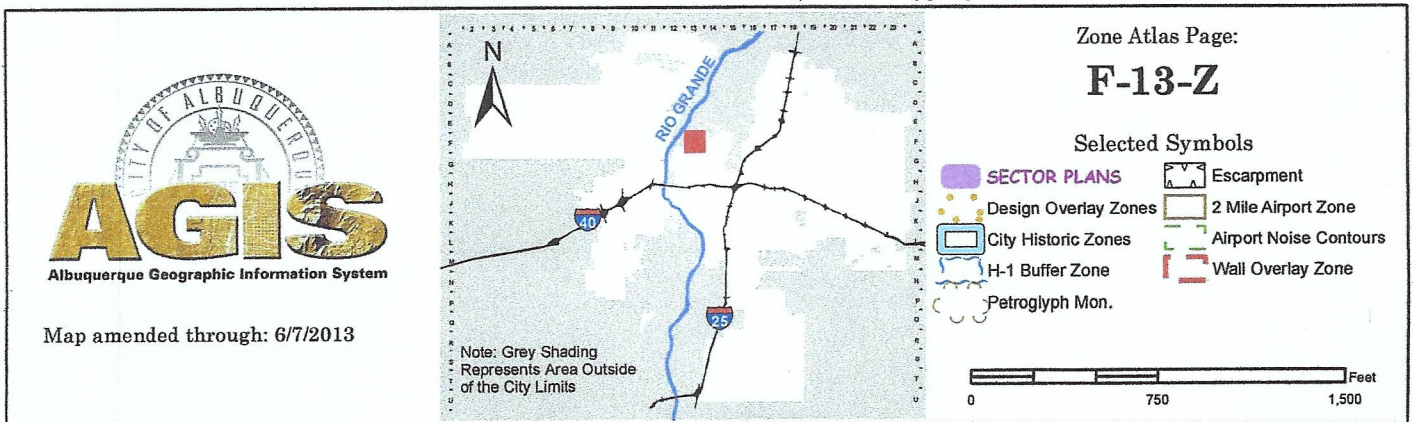 CITY OF ALBUQUERQUE
AGIS
Albuquerque Geographic Information System
Map amended through: 6/7/2013
N
RIO GRANDE
40
25
Note: Grey Shading
Represents Area Outside
of the City Limits
Zone Atlas Page:
F-13-Z
Selected Symbols
SECTOR PLANS
Design Overlay Zones
City Historic Zones
H-1 Buffer Zone
Petroglyph Mon.
Escarpment
2 Mile Airport Zone
Airport Noise Contours
Wall Overlay Zone
Feet
0 750 1,500